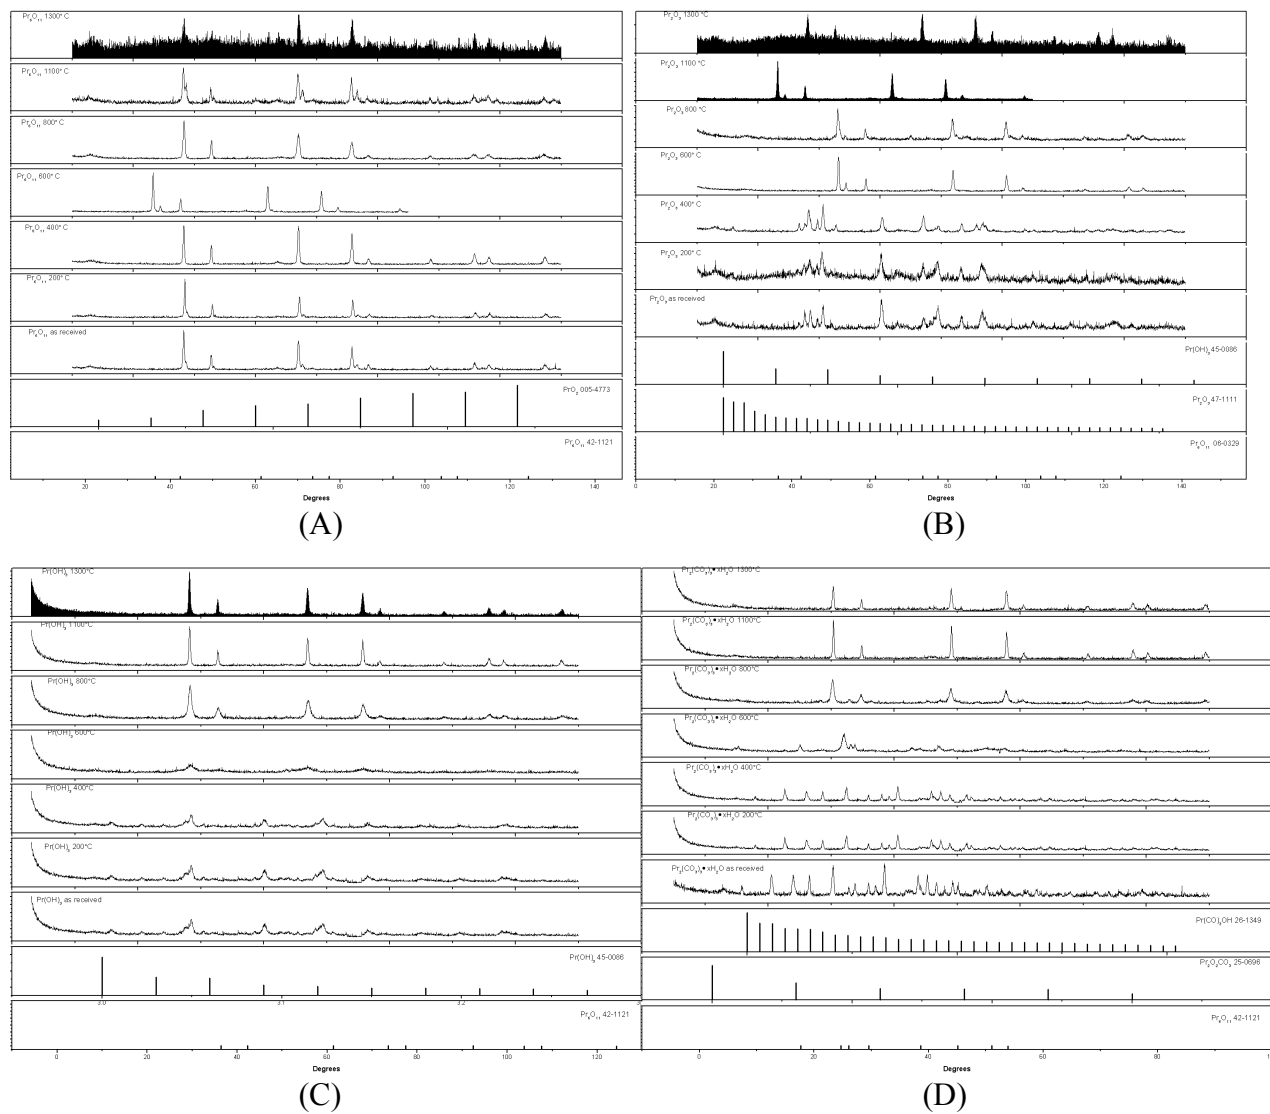 Pr₆O₁₁ 1300° C
Pr₆O₁₁ 1100° C
Pr₆O₁₁ 800° C
Pr₆O₁₁ 600° C
Pr₆O₁₁ 400° C
Pr₆O₁₁ 200° C
Pr₆O₁₁ as received
PrO₂ 005-4773
Pr₆O₁₁ 42-1121
20 40 60 80 100 120 140
Degrees
(A)
Pr₂O₃ 1300 °C
Pr₂O₃ 1100 °C
Pr₂O₃ 800 °C
Pr₂O₃ 600 °C
Pr₂O₃ 400 °C
Pr₂O₃ 200 °C
Pr₂O₃ as received
Pr(OH)₃ 45-0086
Pr₂O₃ 47-1111
Pr₆O₁₁ 06-0329
0 20 40 60 80 100 120 140
Degrees
(B)
Pr(OH)₃ 1300°C
Pr(OH)₃ 1100°C
Pr(OH)₃ 800°C
Pr(OH)₃ 600°C
Pr(OH)₃ 400°C
Pr(OH)₃ 200°C
Pr(OH)₃ as received
Pr(OH)₃ 45-0086
3.0 3.1 3.2
Pr₆O₁₁ 42-1121
0 20 40 60 80 100 120
Degrees
(C)
Pr₂(CO₃)₃•xH₂O 1300°C
Pr₂(CO₃)₃•xH₂O 1100°C
Pr₂(CO₃)₃•xH₂O 800°C
Pr₂(CO₃)₃•xH₂O 600°C
Pr₂(CO₃)₃•xH₂O 400°C
Pr₂(CO₃)₃•xH₂O 200°C
Pr₂(CO₃)₃•xH₂O as received
Pr(CO)₃OH 26-1349
Pr₂O₂CO₃ 25-0696
Pr₆O₁₁ 42-1121
0 20 40 60 80
Degrees
(D)